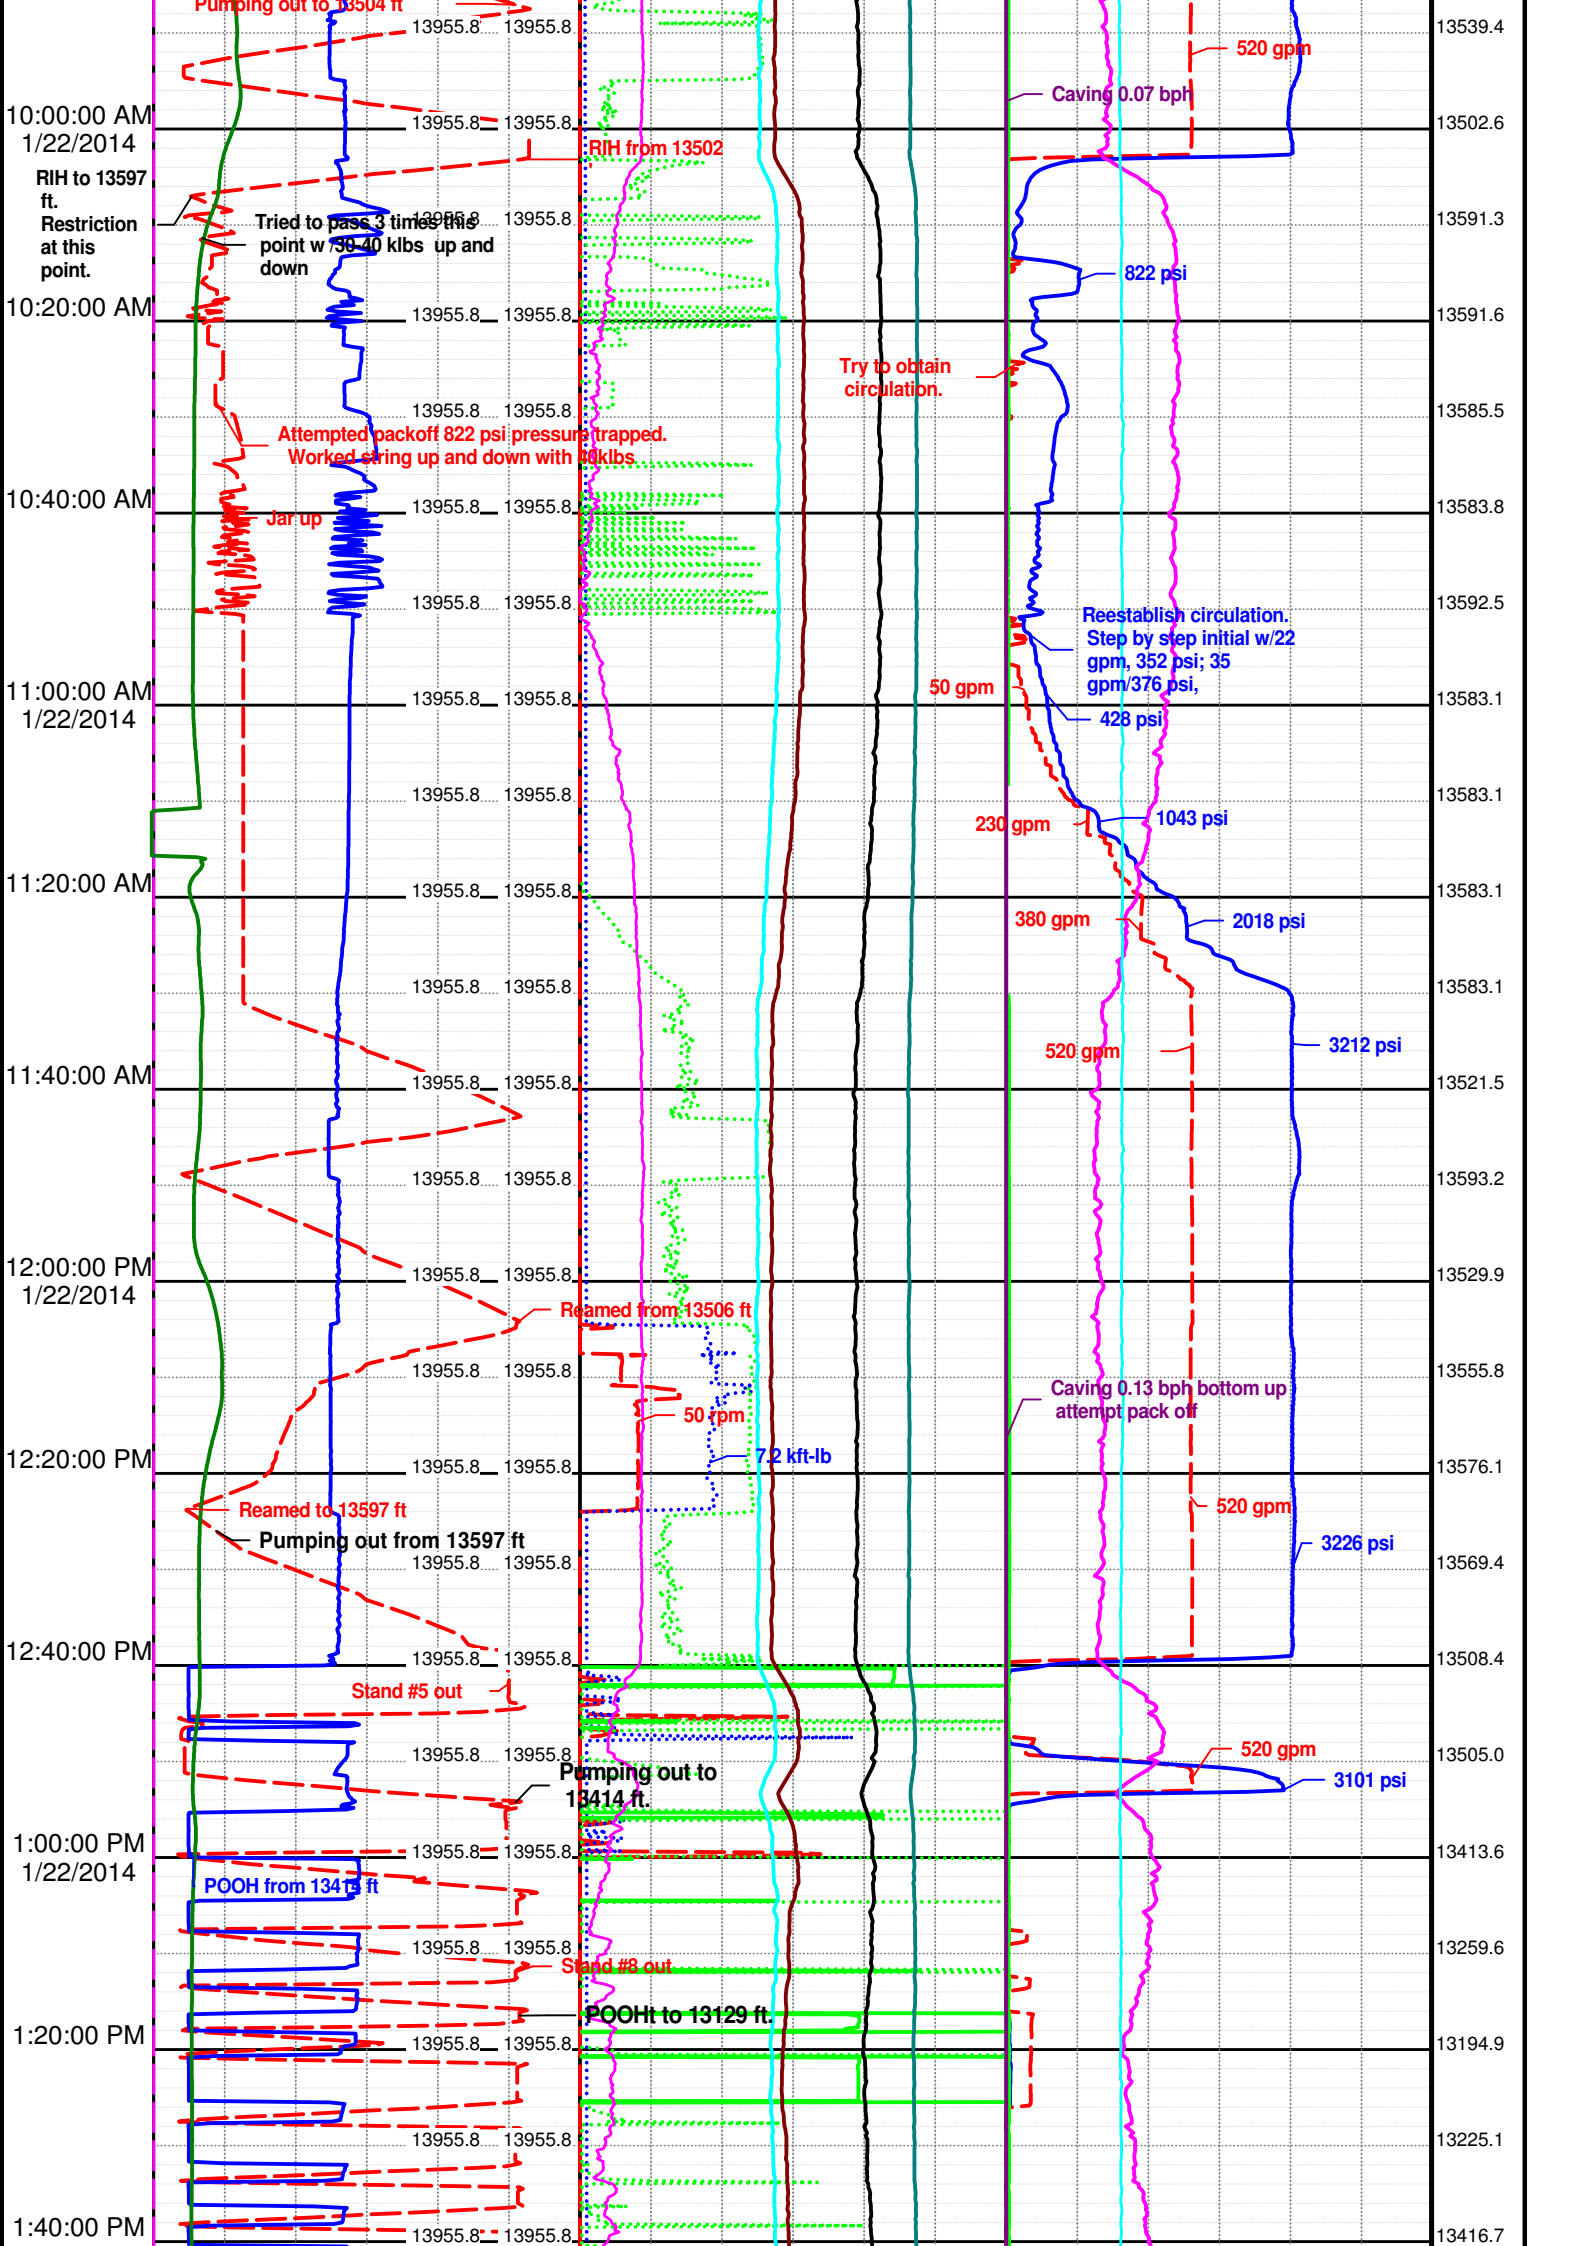 Pumping out to 13504 ft
13955.8 13955.8 13539.4
520 gpm
Caving 0.07 bph
10:00:00 AM
1/22/2014
13955.8 13955.8 13502.6
RIH from 13502
RIH to 13597
ft.
Restriction
at this
point.
Tried to pass 3 times this
point w /30-40 klbs up and
down
13955.8 13955.8 13591.3
822 psi
10:20:00 AM
13955.8 13955.8 13591.6
Try to obtain
circulation.
13955.8 13955.8 13585.5
Attempted packoff 822 psi pressure trapped.
Worked string up and down with 40klbs
10:40:00 AM
13955.8 13955.8 13583.8
Jar up
13955.8 13955.8 13592.5
Reestablish circulation.
Step by step initial w/22
gpm, 352 psi; 35
gpm/376 psi,
50 gpm
428 psi
11:00:00 AM
1/22/2014
13955.8 13955.8 13583.1
13955.8 13955.8 13583.1
230 gpm
1043 psi
11:20:00 AM
13955.8 13955.8 13583.1
380 gpm
2018 psi
13955.8 13955.8 13583.1
520 gpm
3212 psi
11:40:00 AM
13955.8 13955.8 13521.5
13955.8 13955.8 13593.2
12:00:00 PM
1/22/2014
13955.8 13955.8 13529.9
Reamed from 13506 ft
13955.8 13955.8 13555.8
Caving 0.13 bph bottom up
attempt pack off
50 rpm
7.2 kft-lb
12:20:00 PM
13955.8 13955.8 13576.1
Reamed to 13597 ft
520 gpm
Pumping out from 13597 ft
3226 psi
13955.8 13955.8 13569.4
12:40:00 PM
13955.8 13955.8 13508.4
Stand #5 out
13955.8 13955.8 13505.0
520 gpm
Pumping out to
13414 ft.
3101 psi
1:00:00 PM
1/22/2014
13955.8 13955.8 13413.6
POOH from 13414 ft
13955.8 13955.8 13259.6
Stand #8 out
POOHt to 13129 ft.
1:20:00 PM
13955.8 13955.8 13194.9
13955.8 13955.8 13225.1
1:40:00 PM
13955.8 13955.8 13416.7